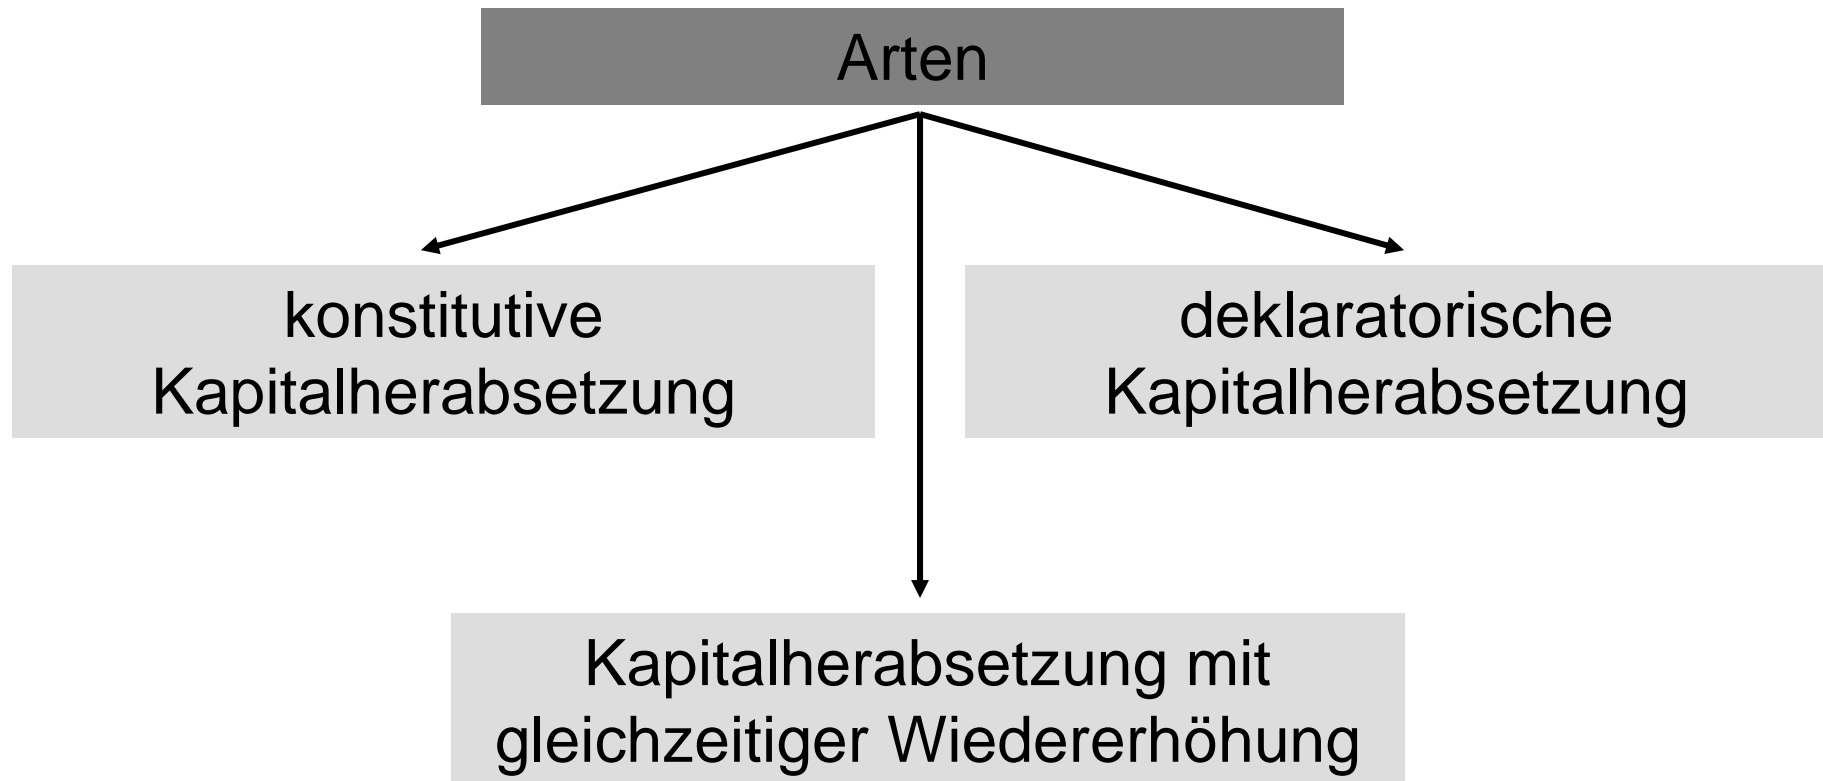 Arten
konstitutive
Kapitalherabsetzung
deklaratorische
Kapitalherabsetzung
Kapitalherabsetzung mit
gleichzeitiger Wiedererhöhung